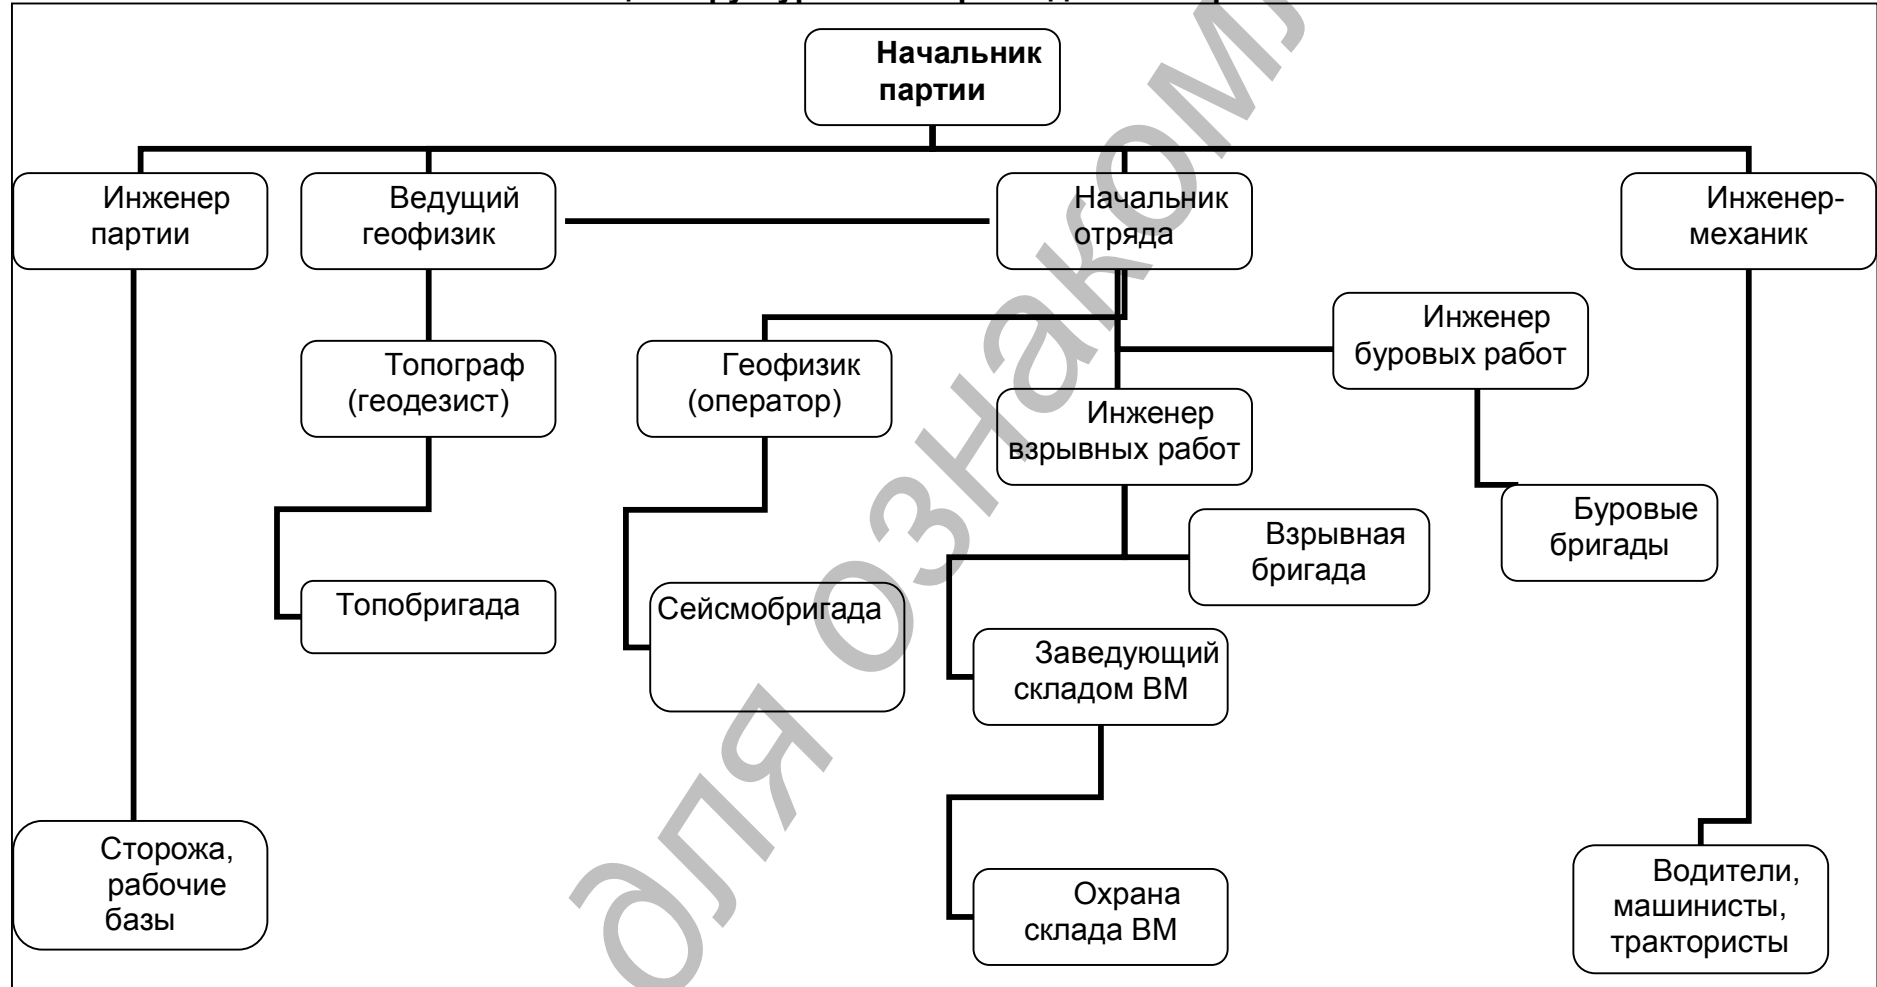 Начальник
партии
Инженер
партии
Ведущий
геофизик
Начальник
отряда
Инженер-
механик
Инженер
буровых работ
Топограф
(геодезист)
Геофизик
(оператор)
Инженер
взрывных работ
Буровые
бригады
Взрывная
бригада
Топобригада
Сейсмобригада
Заведующий
складом ВМ
Сторожа,
рабочие
базы
Охрана
склада ВМ
Водители,
машинисты,
трактористы
для ознаком